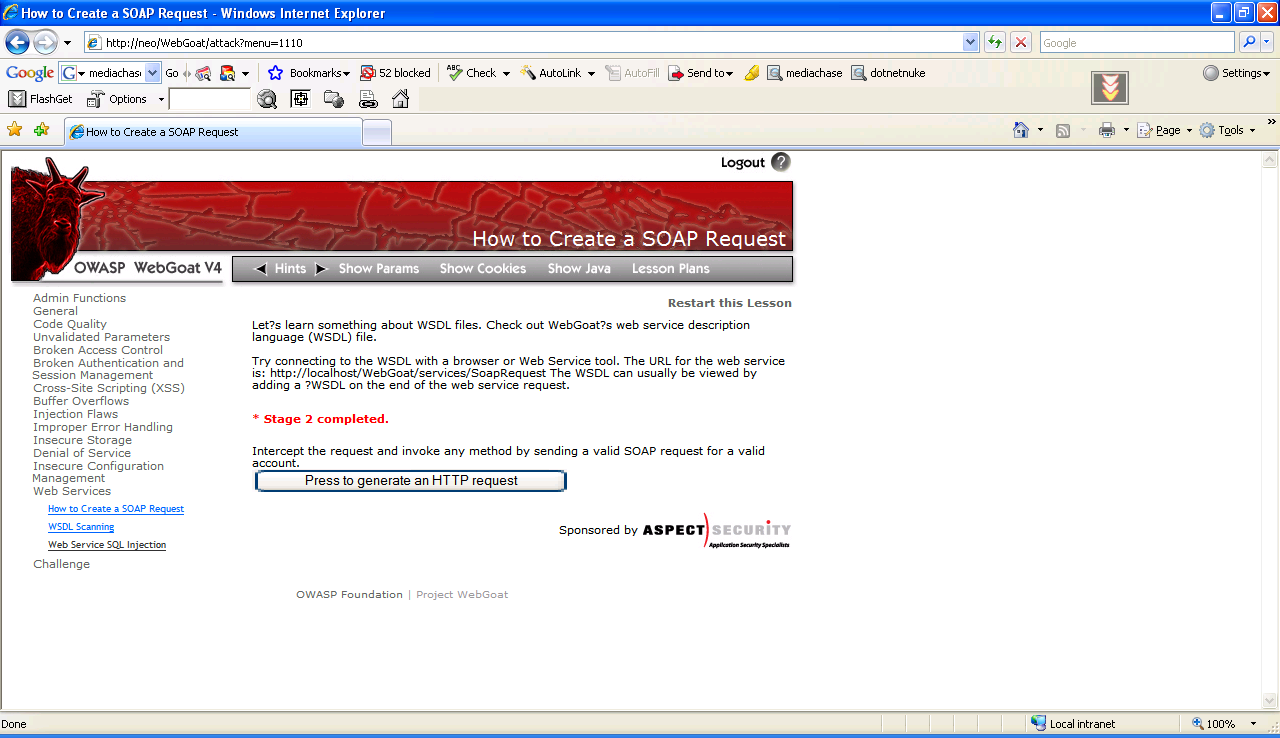 How to Create a SOAP Request - Windows Internet Explorer
http://neo/WebGoat/attack?menu=1110
Google
Google G mediachas Go Bookmarks 52 blocked ABC Check AutoLink AutoFill Send to mediachase dotnetnuke Settings
FlashGet Options
How to Create a SOAP Request
Page Tools »
Logout ?
How to Create a SOAP Request
OWASP WebGoat V4
Hints Show Params Show Cookies Show Java Lesson Plans
Restart this Lesson
Admin Functions
General
Code Quality
Unvalidated Parameters
Broken Access Control
Broken Authentication and
Session Management
Cross-Site Scripting (XSS)
Buffer Overflows
Injection Flaws
Improper Error Handling
Insecure Storage
Denial of Service
Insecure Configuration
Management
Web Services
How to Create a SOAP Request
WSDL Scanning
Web Service SQL Injection
Challenge
Let?s learn something about WSDL files. Check out WebGoat?s web service description
language (WSDL) file.
Try connecting to the WSDL with a browser or Web Service tool. The URL for the web service
is: http://localhost/WebGoat/services/SoapRequest The WSDL can usually be viewed by
adding a ?WSDL on the end of the web service request.
* Stage 2 completed.
Intercept the request and invoke any method by sending a valid SOAP request for a valid
account.
Press to generate an HTTP request
Sponsored by ASPECT SECURITY
Application Security Specialists
OWASP Foundation | Project WebGoat
Done
Local intranet
100%